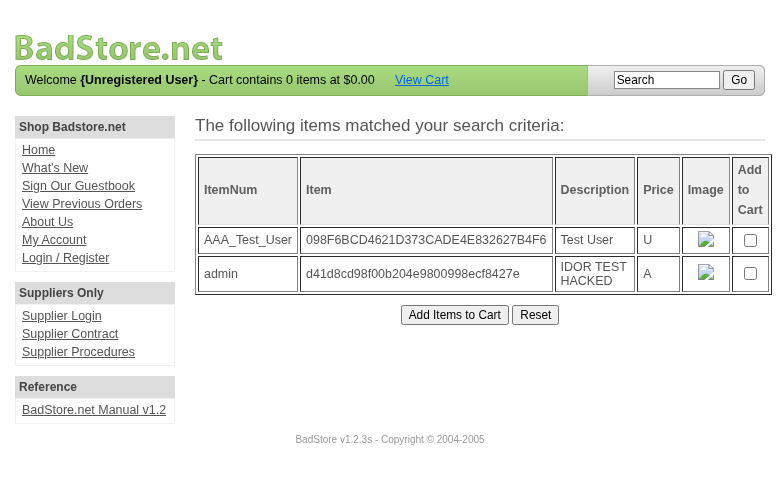 BadStore.net
Welcome {Unregistered User} - Cart contains 0 items at $0.00 View Cart Search Go
Shop Badstore.net
Home
What's New
Sign Our Guestbook
View Previous Orders
About Us
My Account
Login / Register
Suppliers Only
Supplier Login
Supplier Contract
Supplier Procedures
Reference
BadStore.net Manual v1.2
The following items matched your search criteria:
ItemNum Item Description Price Image Add
to
Cart
AAA_Test_User 098F6BCD4621D373CADE4E832627B4F6 Test User U
admin d41d8cd98f00b204e9800998ecf8427e IDOR TEST A
HACKED
Add Items to Cart Reset
BadStore v1.2.3s - Copyright © 2004-2005